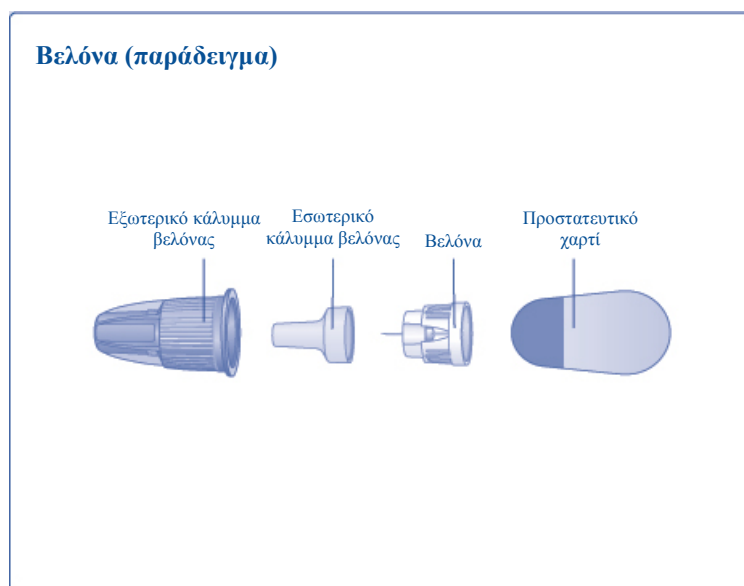 Βελόνα (παράδειγμα)
Εξωτερικό κάλυμμα
βελόνας
Εσωτερικό
κάλυμμα βελόνας
Βελόνα
Προστατευτικό
χαρτί